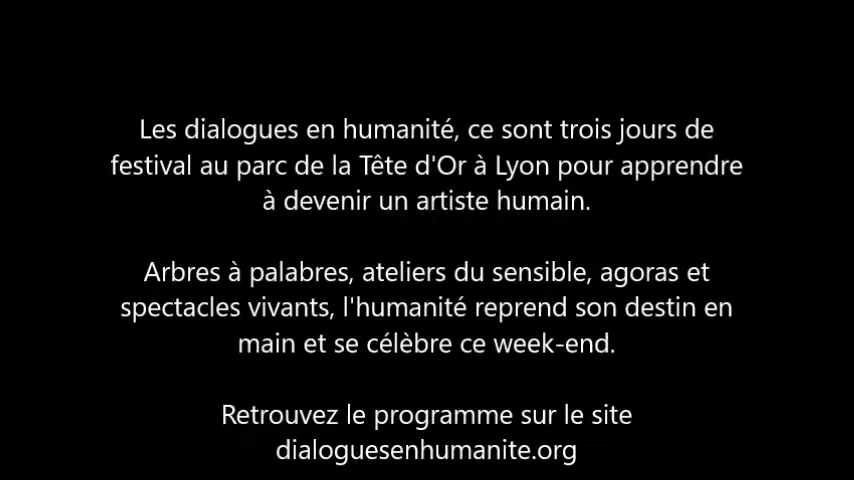 Les dialogues en humanité, ce sont trois jours de
festival au parc de la Tête d'Or à Lyon pour apprendre
à devenir un artiste humain.
Arbres à palabres, ateliers du sensible, agoras et
spectacles vivants, l'humanité reprend son destin en
main et se célèbre ce week-end.
Retrouvez le programme sur le site
dialoguesenhumanite.org